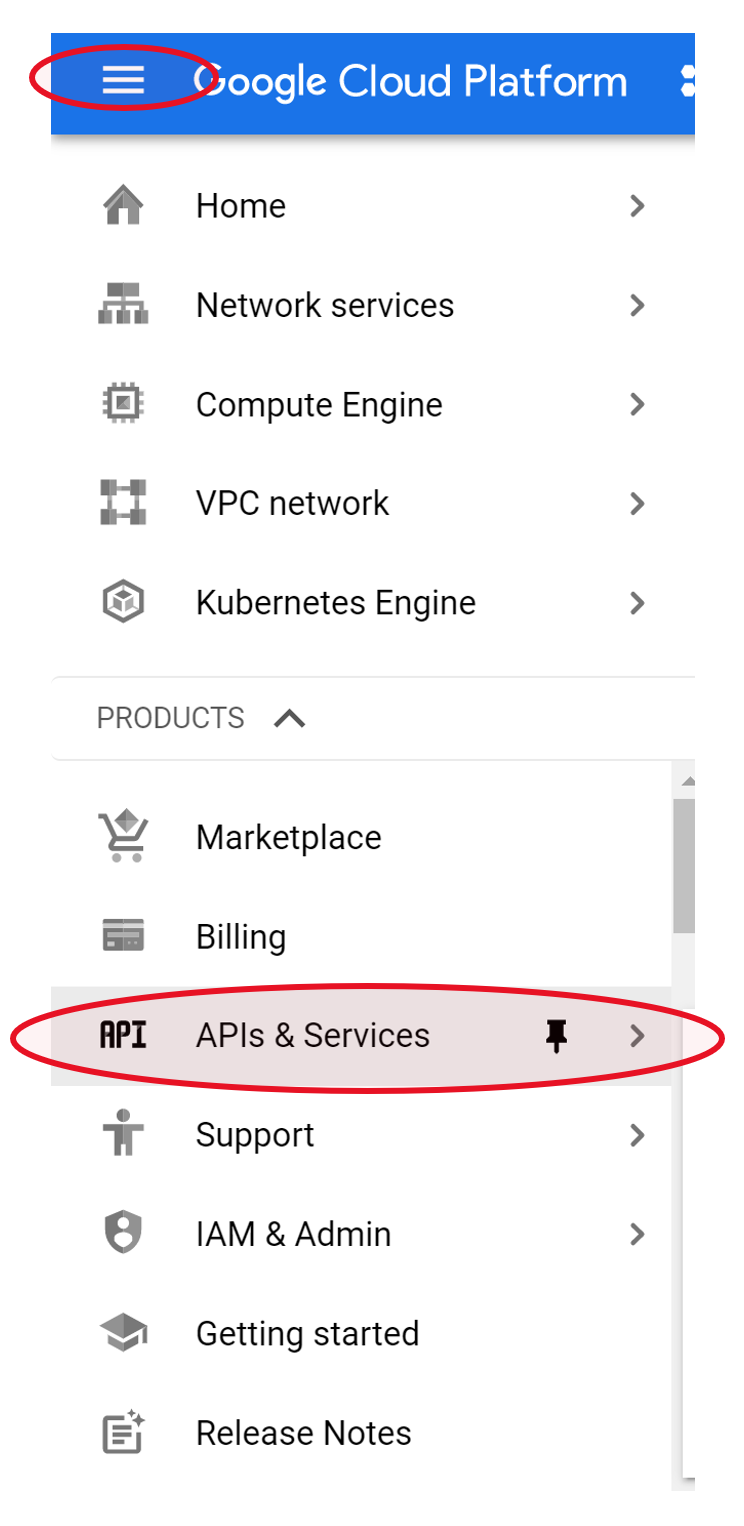 Google Cloud Platform
Home
Network services
Compute Engine
VPC network
Kubernetes Engine
PRODUCTS
Marketplace
Billing
API APIs & Services
Support
IAM & Admin
Getting started
Release Notes